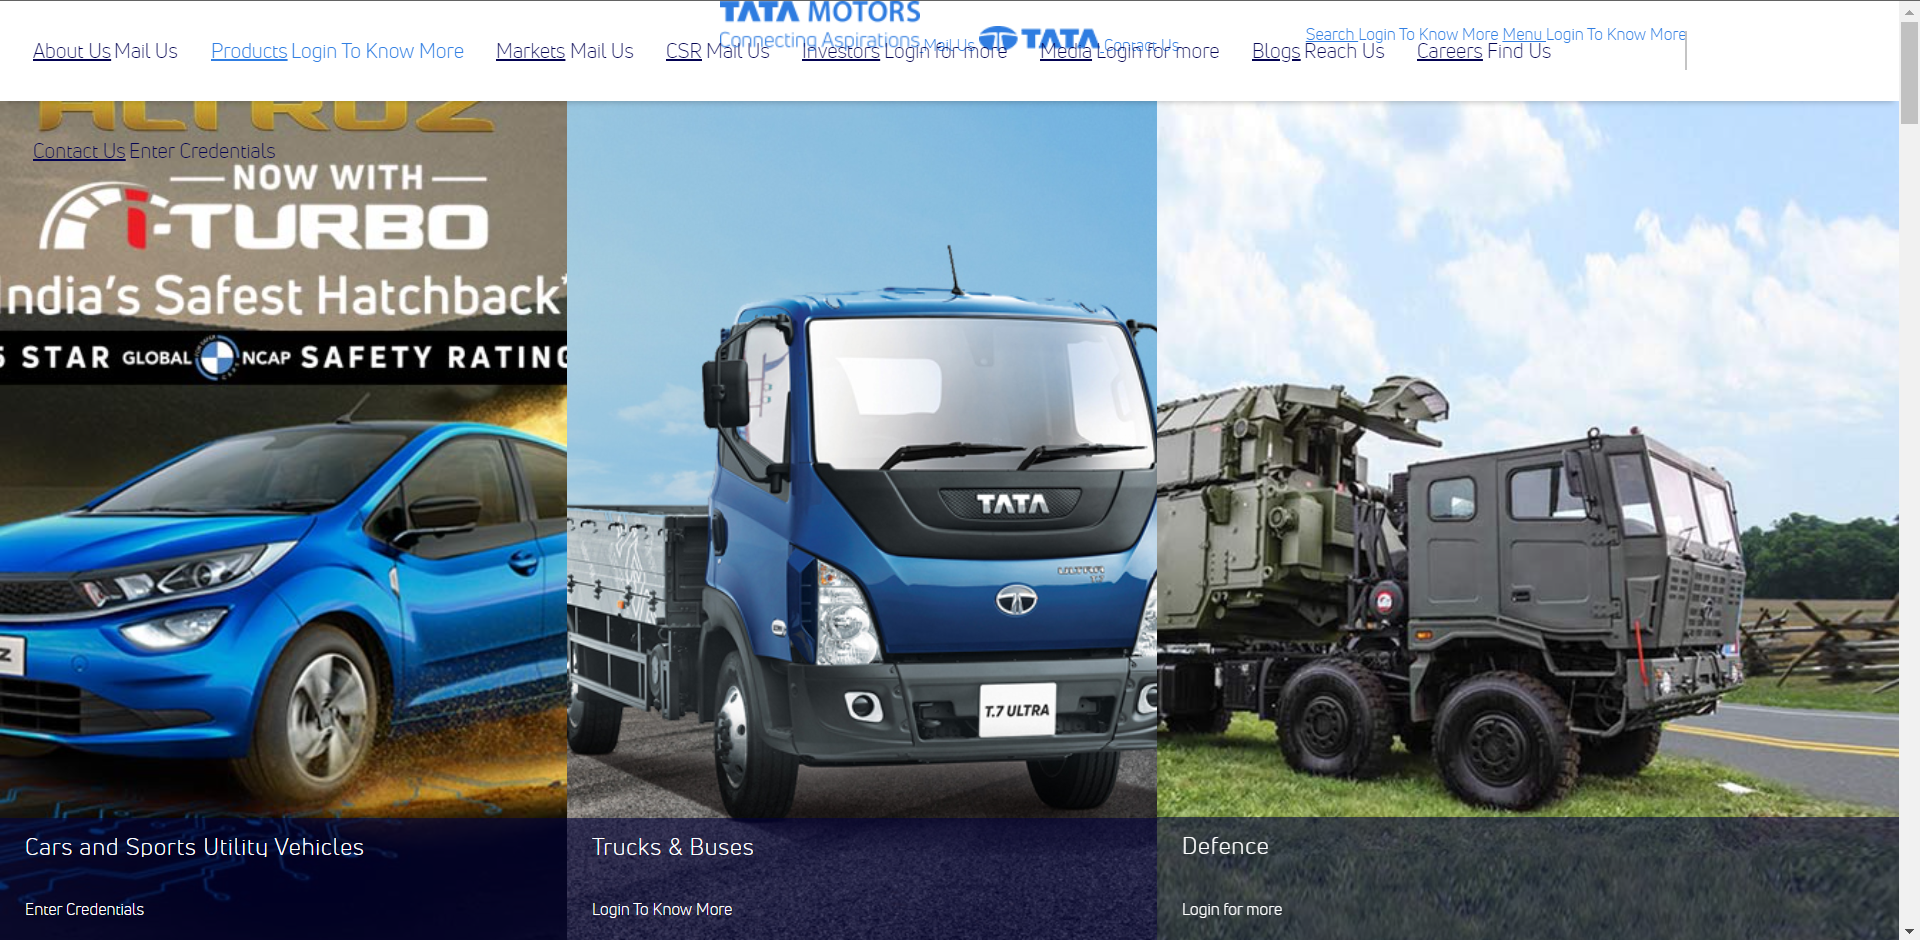 TATA MOTORS
Connecting Aspirations Mail Us TATA Contact Us
Search Login To Know More Menu Login To Know More
About Us Mail Us Products Login To Know More Markets Mail Us CSR Mail Us Investors Login for more Media Login for more Blogs Reach Us Careers Find Us
Contact Us Enter Credentials
ALTROZ
NOW WITH
i-TURBO
India's Safest Hatchback*
5 STAR GLOBAL NCAP SAFETY RATING
Z
TATA
ULTRA
T.7
T.7 ULTRA
Cars and Sports Utility Vehicles
Enter Credentials
Trucks & Buses
Login To Know More
Defence
Login for more